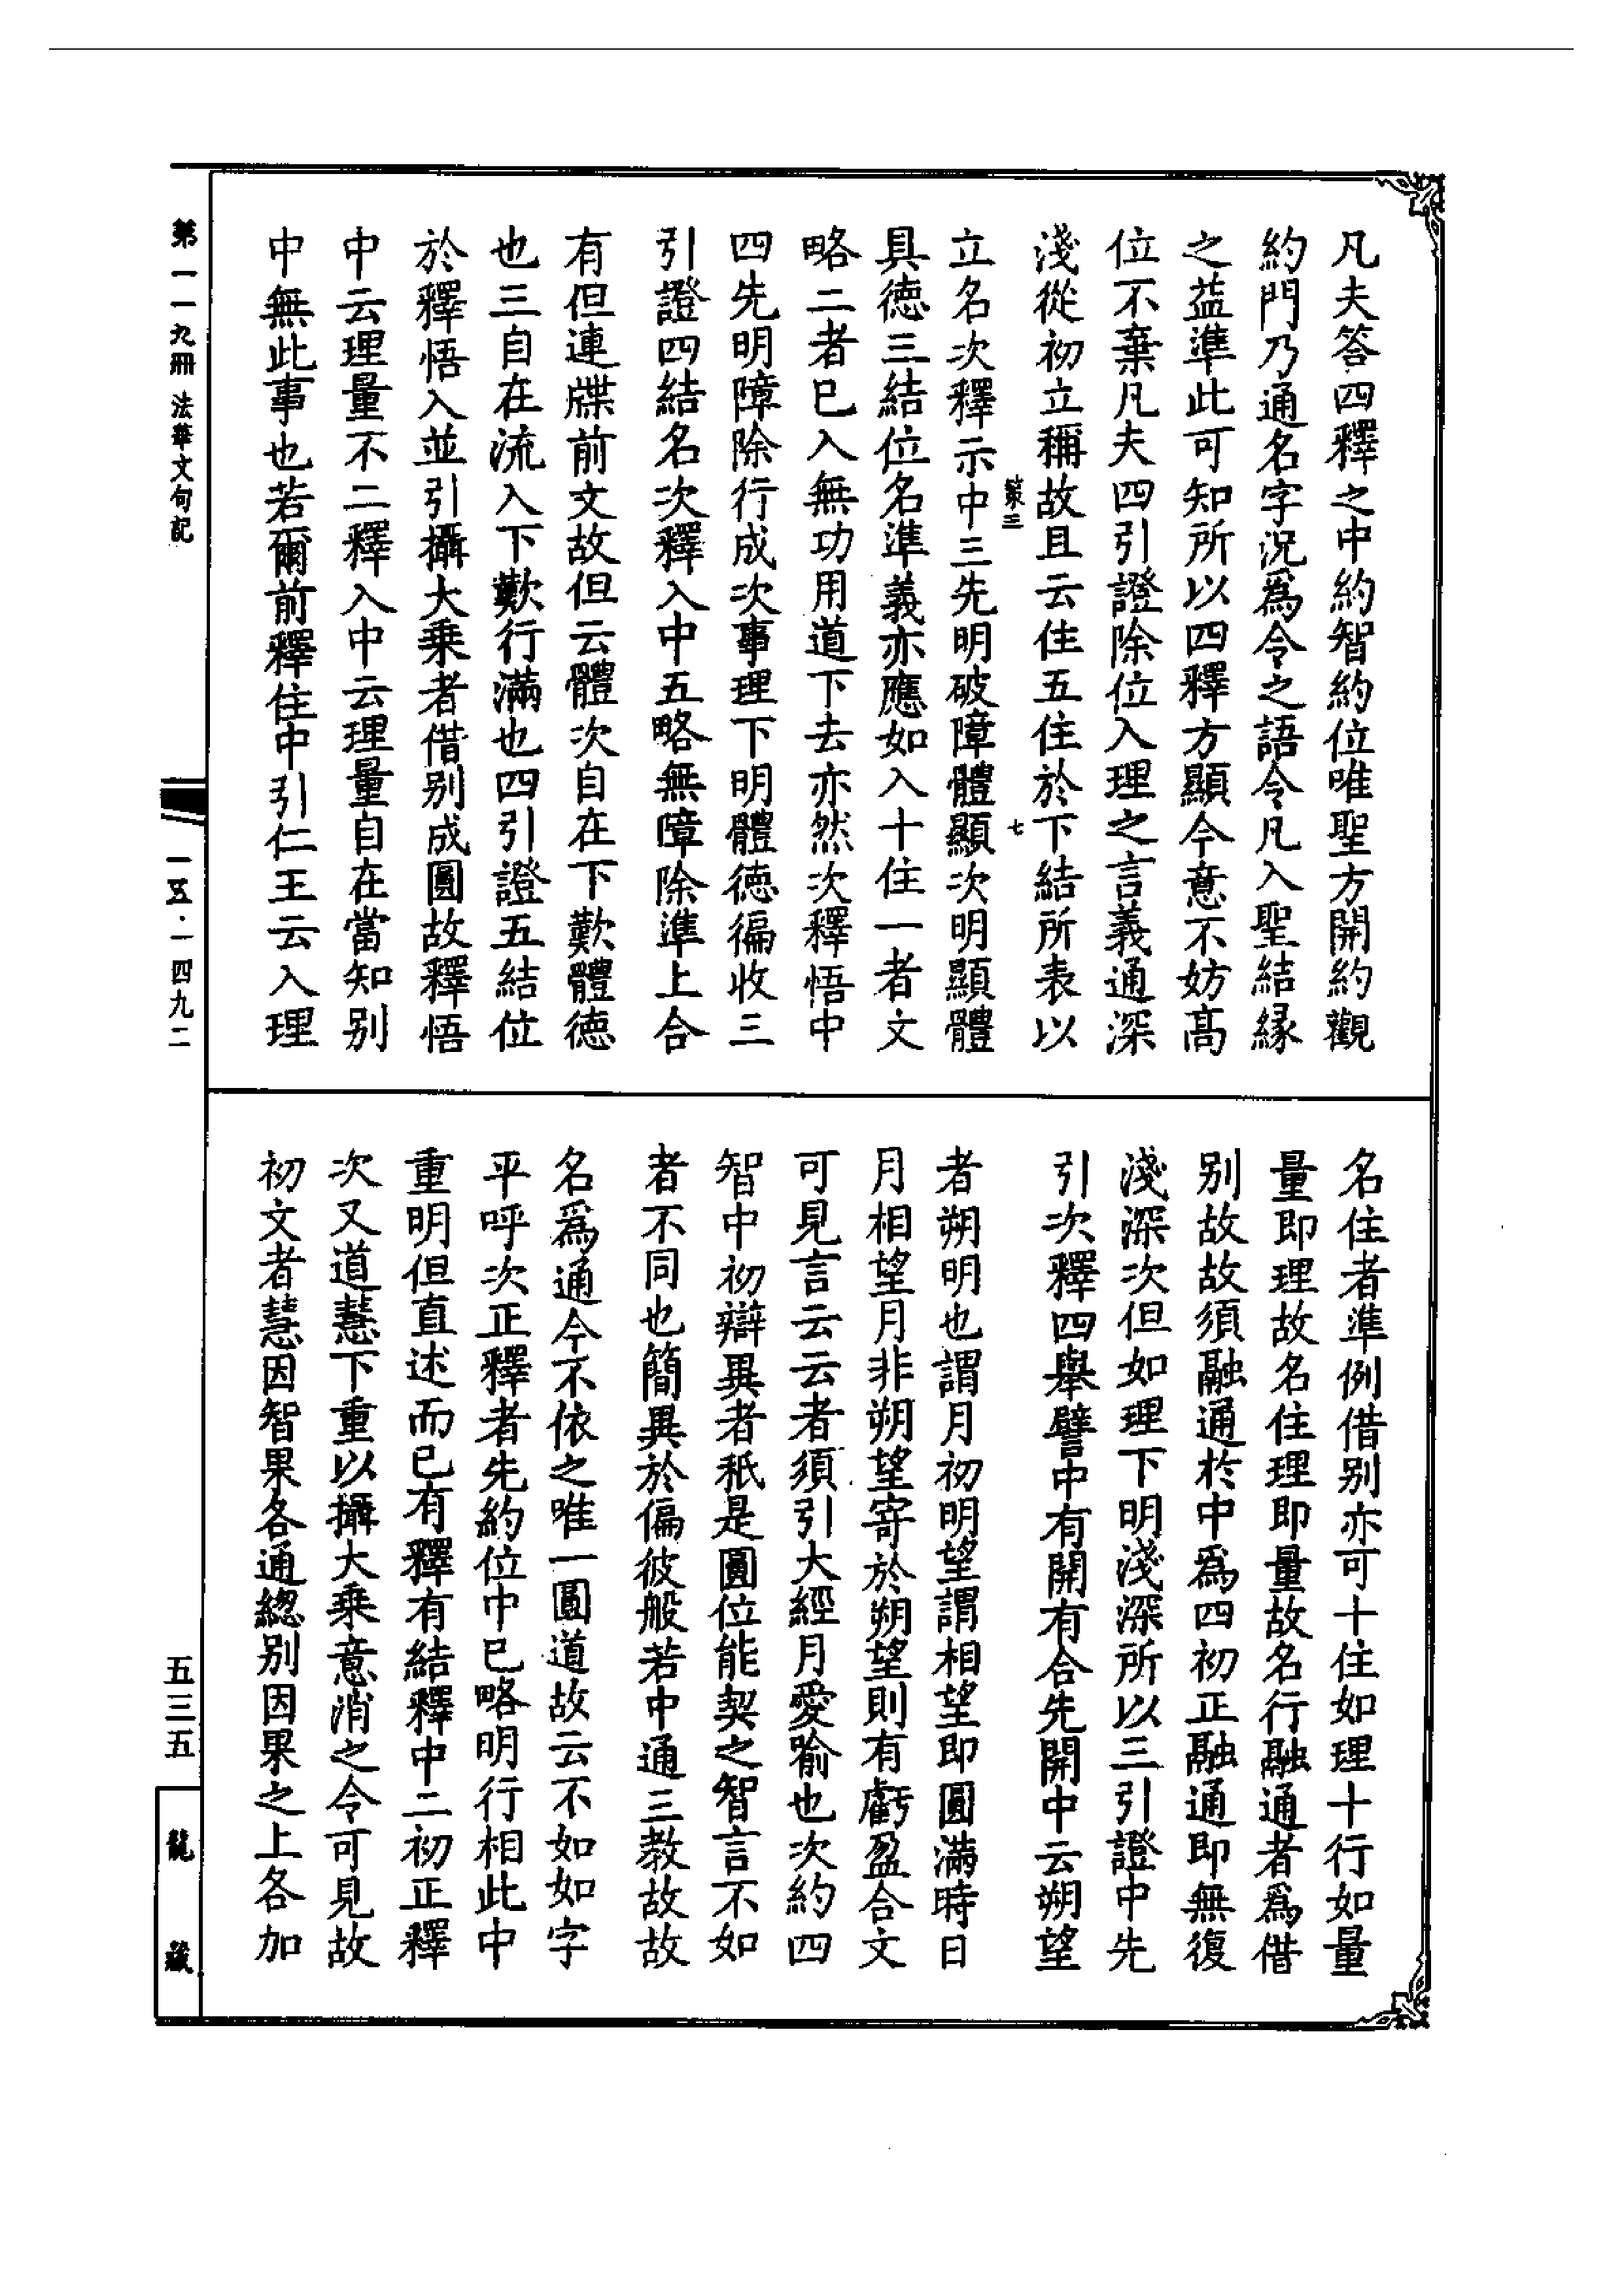 凡夫答四釋之中約智約位唯聖方開約觀
約門乃通名字況爲令之語令凡入聖結緣
之益準此可知所以四釋方顯今意不妨高
位不棄凡夫四引證除位入理之言義通深
淺從初立稱故且云住五住於下結所表以
策三
七
立名次釋示中三先明破障體顯次明顯體
具德三結位名準義亦應如入十住一者文
略二者已入無功用道下去亦然次釋悟中
四先明障除行成次事理下明體德徧收三
引證四結名次釋入中五略無障除準上合
有但連牒前文故但云體次自在下歎體德
也三自在流入下歎行滿也四引證五結位
於釋悟入並引攝大乘者借別成圓故釋悟
中云理量不二釋入中云理量自在當知別
中無此事也若爾前釋住中引仁王云入理
名住者準例借別亦可十住如理十行如量
量即理故名住理即量故名行融通者爲借
別故故須融通於中爲四初正融通即無復
淺深次但如理下明淺深所以三引證中先
引次釋四舉譬中有開有合先開中云朔望
者朔明也謂月初明望謂相望即圓滿時日
月相望月非朔望寄於朔望則有虧盈合文
可見言云云者須引大經月愛喻也次約四
智中初辯異者秖是圓位能契之智言不如
者不同也簡異於偏彼般若中通三教故故
名爲通今不依之唯一圓道故云不如如字
平呼次正釋者先約位中已略明行相此中
重明但直述而已有釋有結釋中二初正釋
次又道慧下重以攝大乘意消之令可見故
初文者慧因智果各通總別因果之上各加
第一一九冊 法華文句記
一五·一四九二
五三五
龍藏